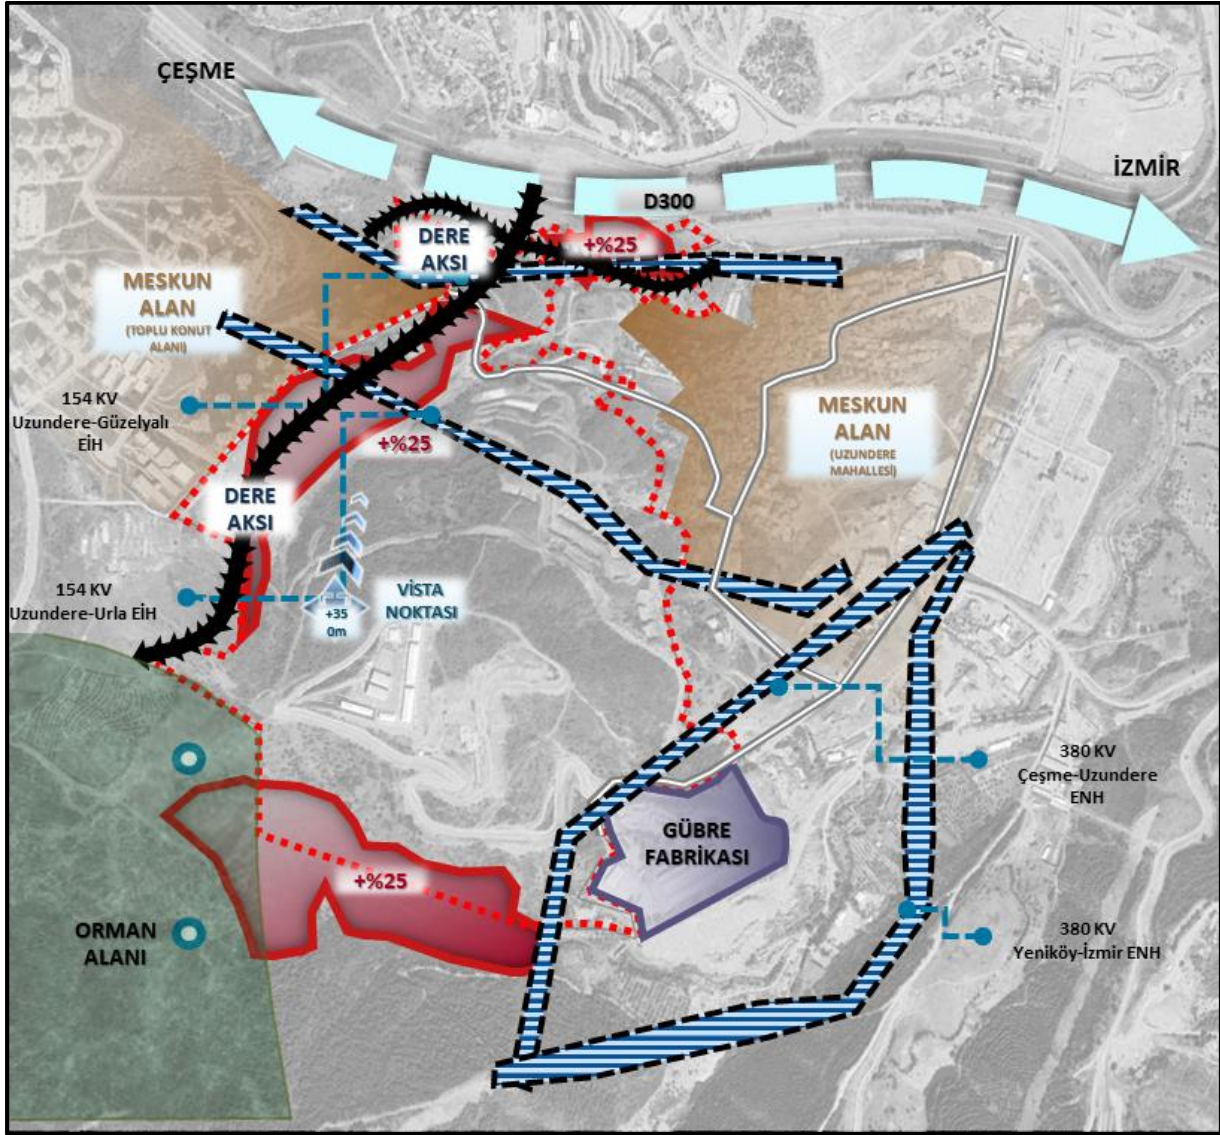 ÇEŞME
İZMİR
D300
DERE
AKSI
+%25
MESKUN
ALAN
(TOPLU KONUT
ALANI)
154 KV
Uzundere-Güzelyalı
EİH
+%25
MESKUN
ALAN
(UZUNDERE
MAHALLESİ)
DERE
AKSI
154 KV
Uzundere-Urla EİH
+35
0m
VİSTA
NOKTASI
380 KV
Çeşme-Uzundere
ENH
GÜBRE
FABRİKASI
+%25
ORMAN
ALANI
380 KV
Yeniköy-İzmir ENH